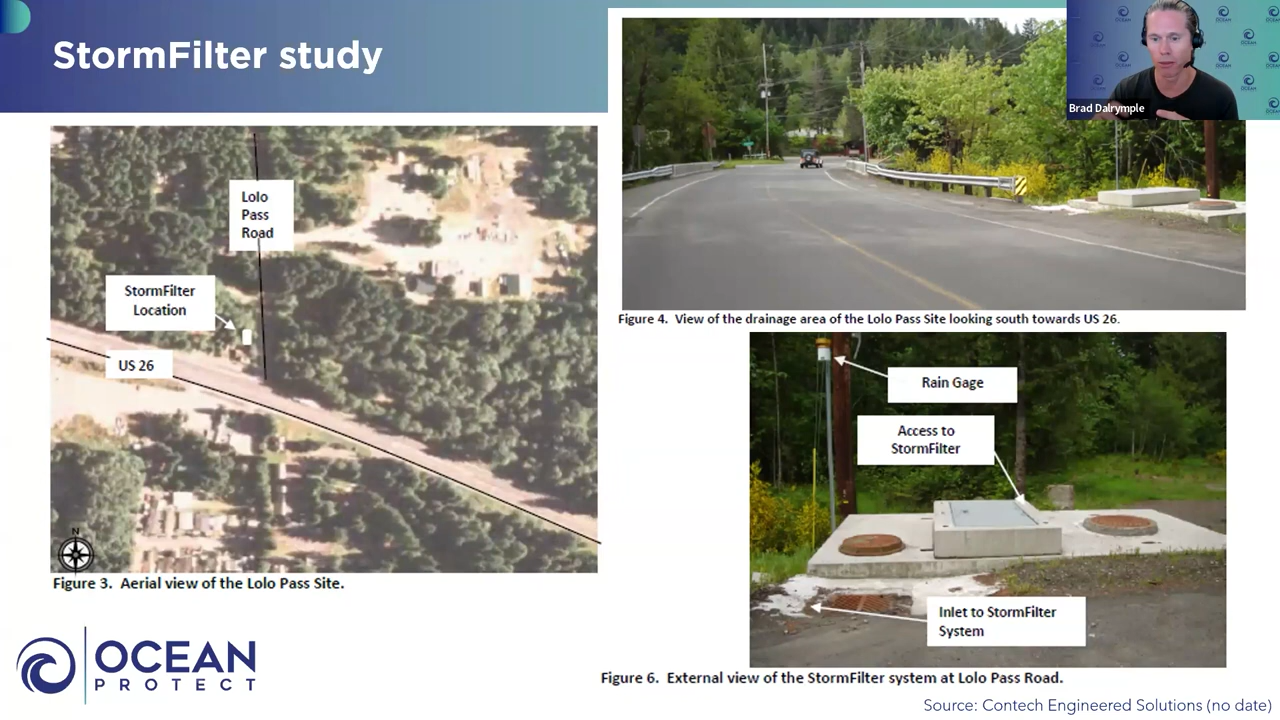 StormFilter study
Brad Dalrymple
Lolo
Pass
Road
StormFilter
Location
US 26
N
Figure 3. Aerial view of the Lolo Pass Site.
Figure 4. View of the drainage area of the Lolo Pass Site looking south towards US 26.
Rain Gage
Access to
StormFilter
Inlet to StormFilter
System
Figure 6. External view of the StormFilter system at Lolo Pass Road.
OCEAN
PROTECT
Source: Contech Engineered Solutions (no date)